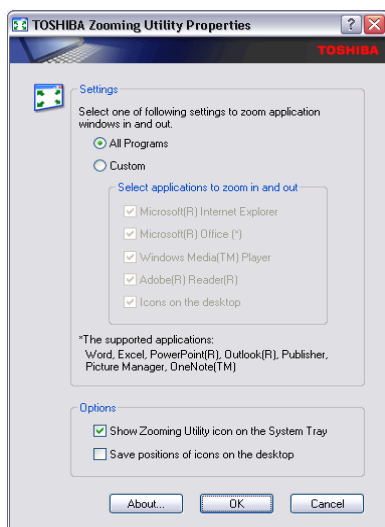 TOSHIBA Zooming Utility Properties
TOSHIBA
Settings
Select one of following settings to zoom application
windows in and out.
All Programs
Custom
Select applications to zoom in and out
Microsoft(R) Internet Explorer
Microsoft(R) Office (*)
Windows Media(TM) Player
Adobe(R) Reader(R)
Icons on the desktop
*The supported applications:
Word, Excel, PowerPoint(R), Outlook(R), Publisher,
Picture Manager, OneNote(TM)
Options
Show Zooming Utility icon on the System Tray
Save positions of icons on the desktop
About... OK Cancel